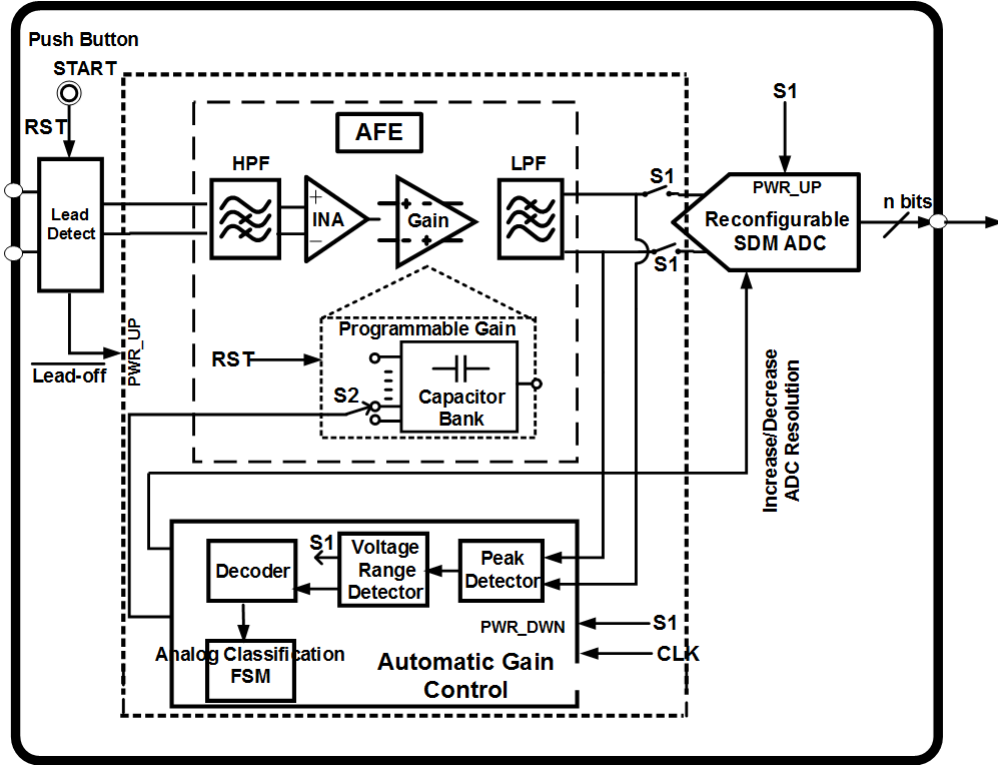 Push Button
START
RST
Lead
Detect
Lead-off
PWR_UP
AFE
HPF
INA
+
−
Gain
LPF
Programmable Gain
RST
S2
Capacitor
Bank
S1
S1
S1
PWR_UP
Reconfigurable
SDM ADC
n bits
Increase/Decrease
ADC Resolution
S1
Decoder
Voltage
Range
Detector
Peak
Detector
PWR_DWN
S1
CLK
Analog Classification
FSM
Automatic Gain
Control